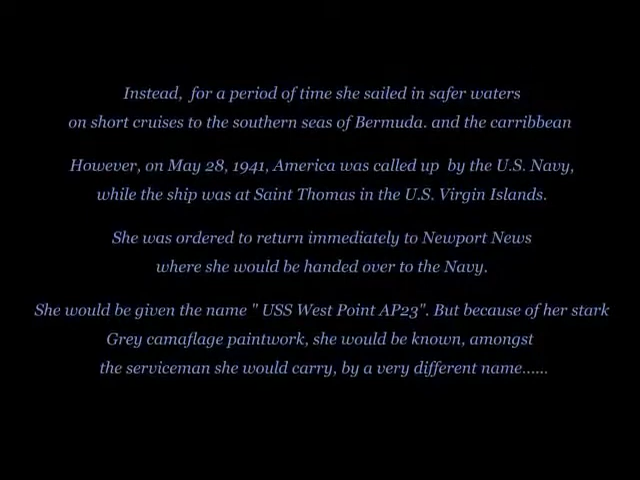 Instead, for a period of time she sailed in safer waters
on short cruises to the southern seas of Bermuda. and the carribbean
However, on May 28, 1941, America was called up by the U.S. Navy,
while the ship was at Saint Thomas in the U.S. Virgin Islands.
She was ordered to return immediately to Newport News
where she would be handed over to the Navy.
She would be given the name " USS West Point AP23". But because of her stark
Grey camaflage paintwork, she would be known, amongst
the serviceman she would carry, by a very different name......